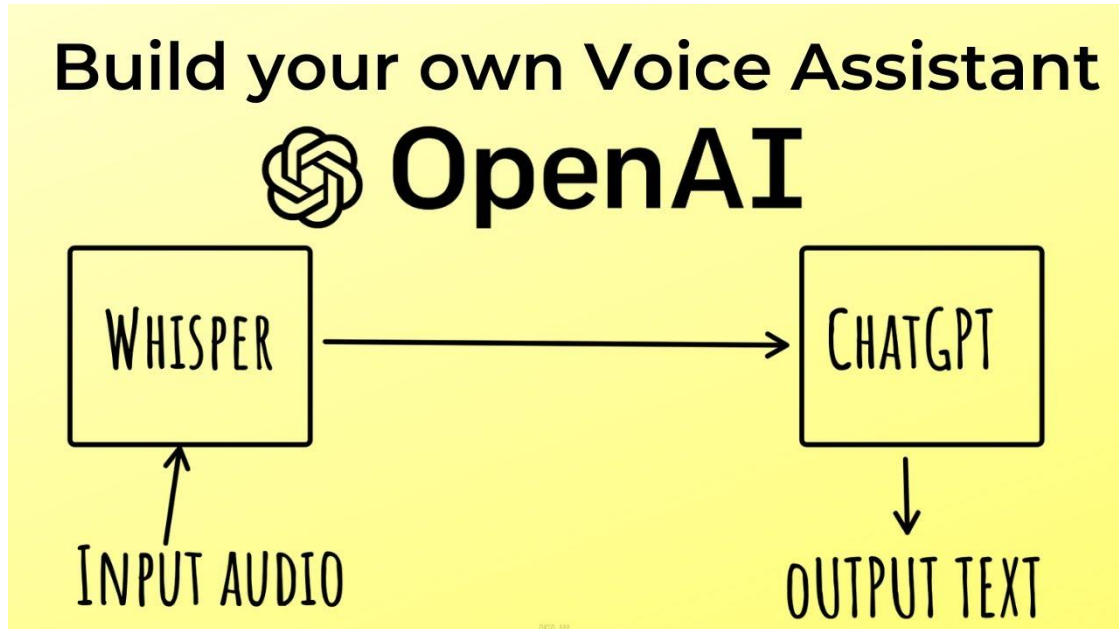 Build your own Voice Assistant
OpenAI
WHISPER
CHATGPT
INPUT AUDIO
OUTPUT TEXT